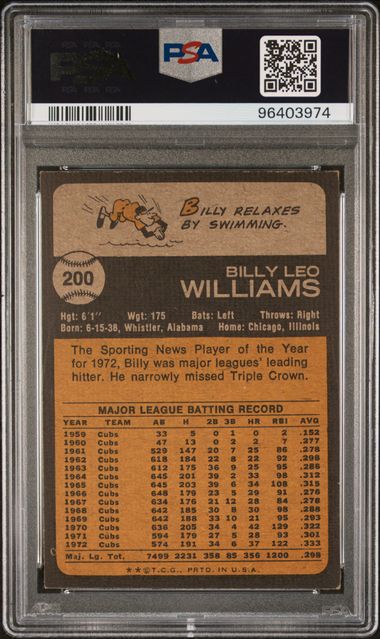 PSA
PSA
96403974
BILLY RELAXES
BY SWIMMING.
200
BILLY LEO
WILLIAMS
Hgt: 6'1" Wgt: 175 Bats: Left Throws: Right
Born: 6-15-38, Whistler, Alabama Home: Chicago, Illinois
The Sporting News Player of the Year
for 1972, Billy was major leagues' leading
hitter. He narrowly missed Triple Crown.
MAJOR LEAGUE BATTING RECORD
YEAR TEAM AB H 2B 3B HR RBI AVG
1959 Cubs 33 5 0 1 0 2 .152
1960 Cubs 47 13 0 2 2 7 .277
1961 Cubs 529 147 20 7 25 86 .278
1962 Cubs 618 184 22 8 22 92 .298
1963 Cubs 612 175 36 9 25 95 .286
1964 Cubs 645 201 39 2 33 98 .312
1965 Cubs 645 203 39 6 34 108 .315
1966 Cubs 648 179 23 5 29 91 .276
1967 Cubs 634 176 21 12 28 84 .278
1968 Cubs 642 185 30 8 30 98 .288
1969 Cubs 642 188 33 10 21 95 .293
1970 Cubs 636 205 34 4 42 129 .322
1971 Cubs 594 179 27 5 28 93 .301
1972 Cubs 574 191 34 6 37 122 .333
Maj. Lg. Tot. 7499 2231 358 85 356 1200 .298
**©T.C.G., PRTD. IN U.S.A.